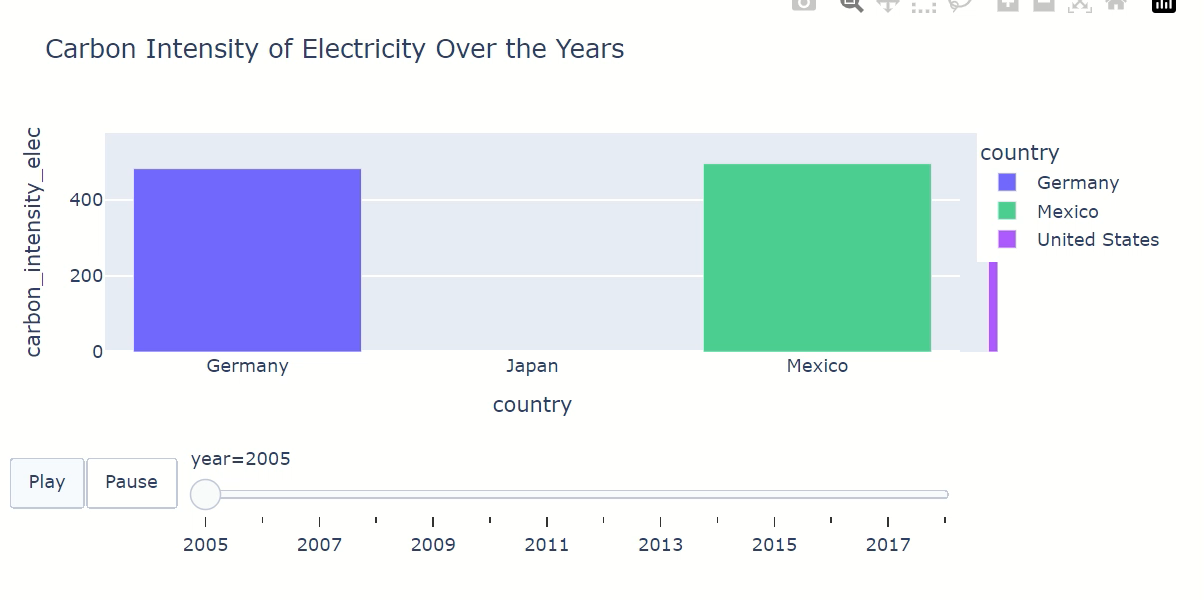 Carbon Intensity of Electricity Over the Years
carbon_intensity_elec
400
200
0
Germany Japan Mexico
country
country
Germany
Mexico
United States
Play Pause
year=2005
2005 2007 2009 2011 2013 2015 2017